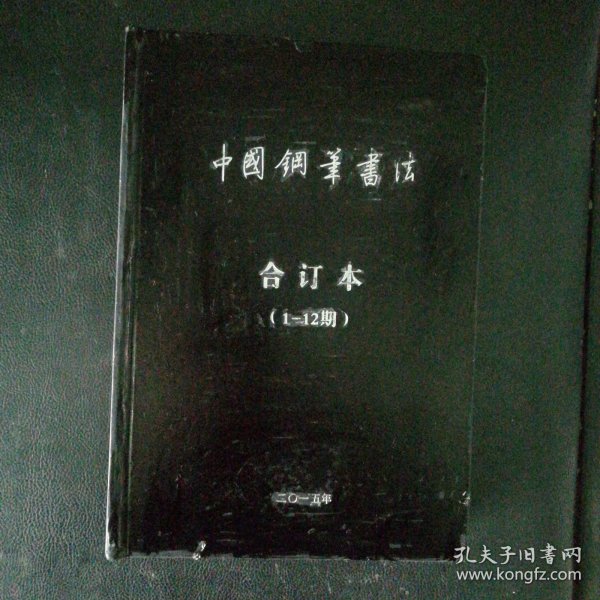 中國鋼筆書法
合订本
(1-12期)
二〇一五年
孔夫子旧書网
www.kongfz.com